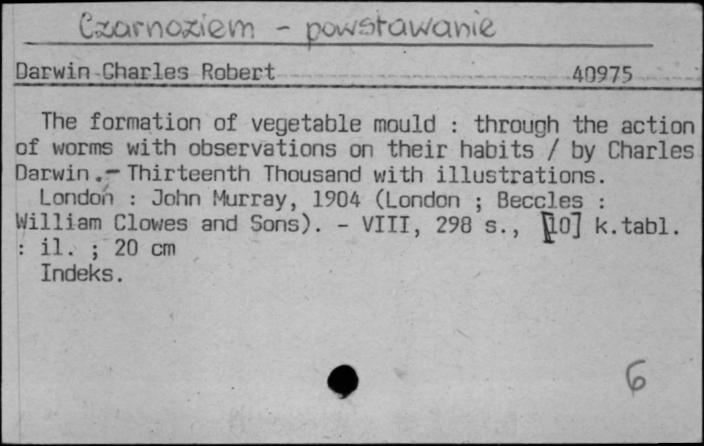 Czarnoziem - powstawanie
Darwin Charles Robert 40975
The formation of vegetable mould : through the action
of worms with observations on their habits / by Charles
Darwin.- Thirteenth Thousand with illustrations.
London : John Murray, 1904 (London ; Beccles :
William Clowes and Sons). - VIII, 298 s., [10] k.tabl.
: il. ; 20 cm
Indeks.
6